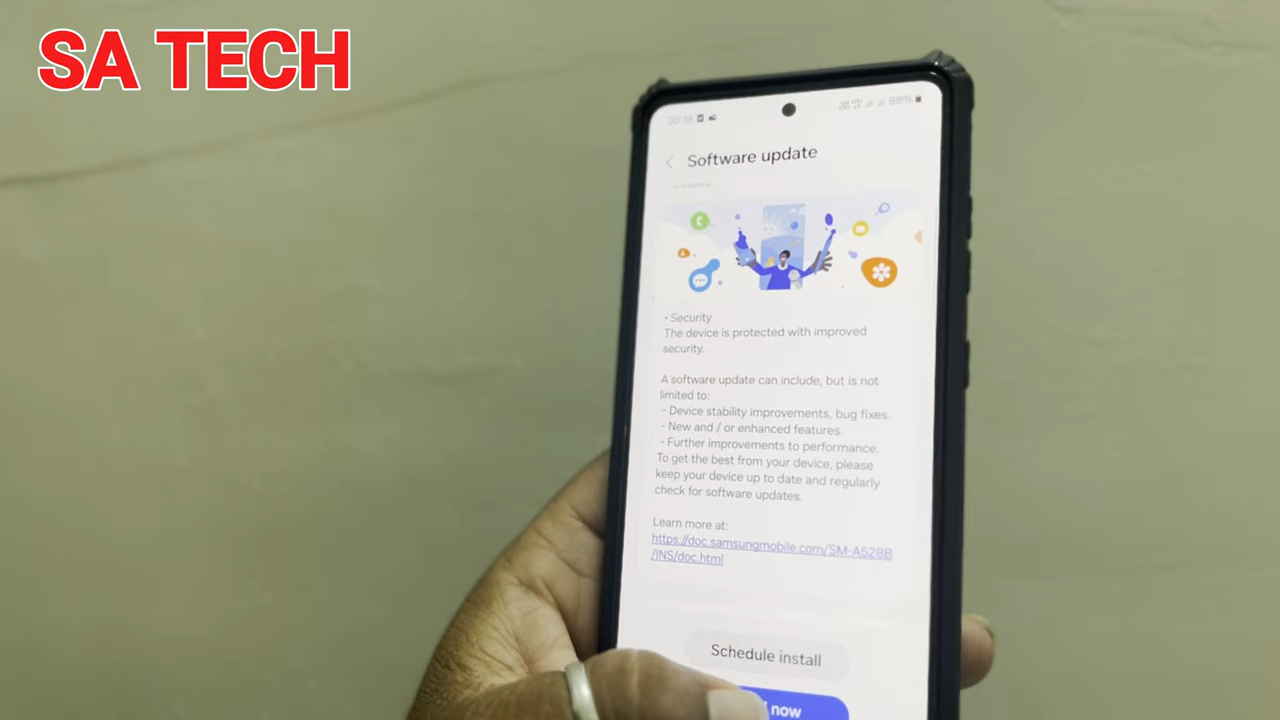 SA TECH
20:19
88%
Software update
• Security
The device is protected with improved
security.
A software update can include, but is not
limited to:
- Device stability improvements, bug fixes.
- New and / or enhanced features.
- Further improvements to performance.
To get the best from your device, please
keep your device up to date and regularly
check for software updates.
Learn more at:
https://doc.samsungmobile.com/SM-A528B
/INS/doc.html
Schedule install
now